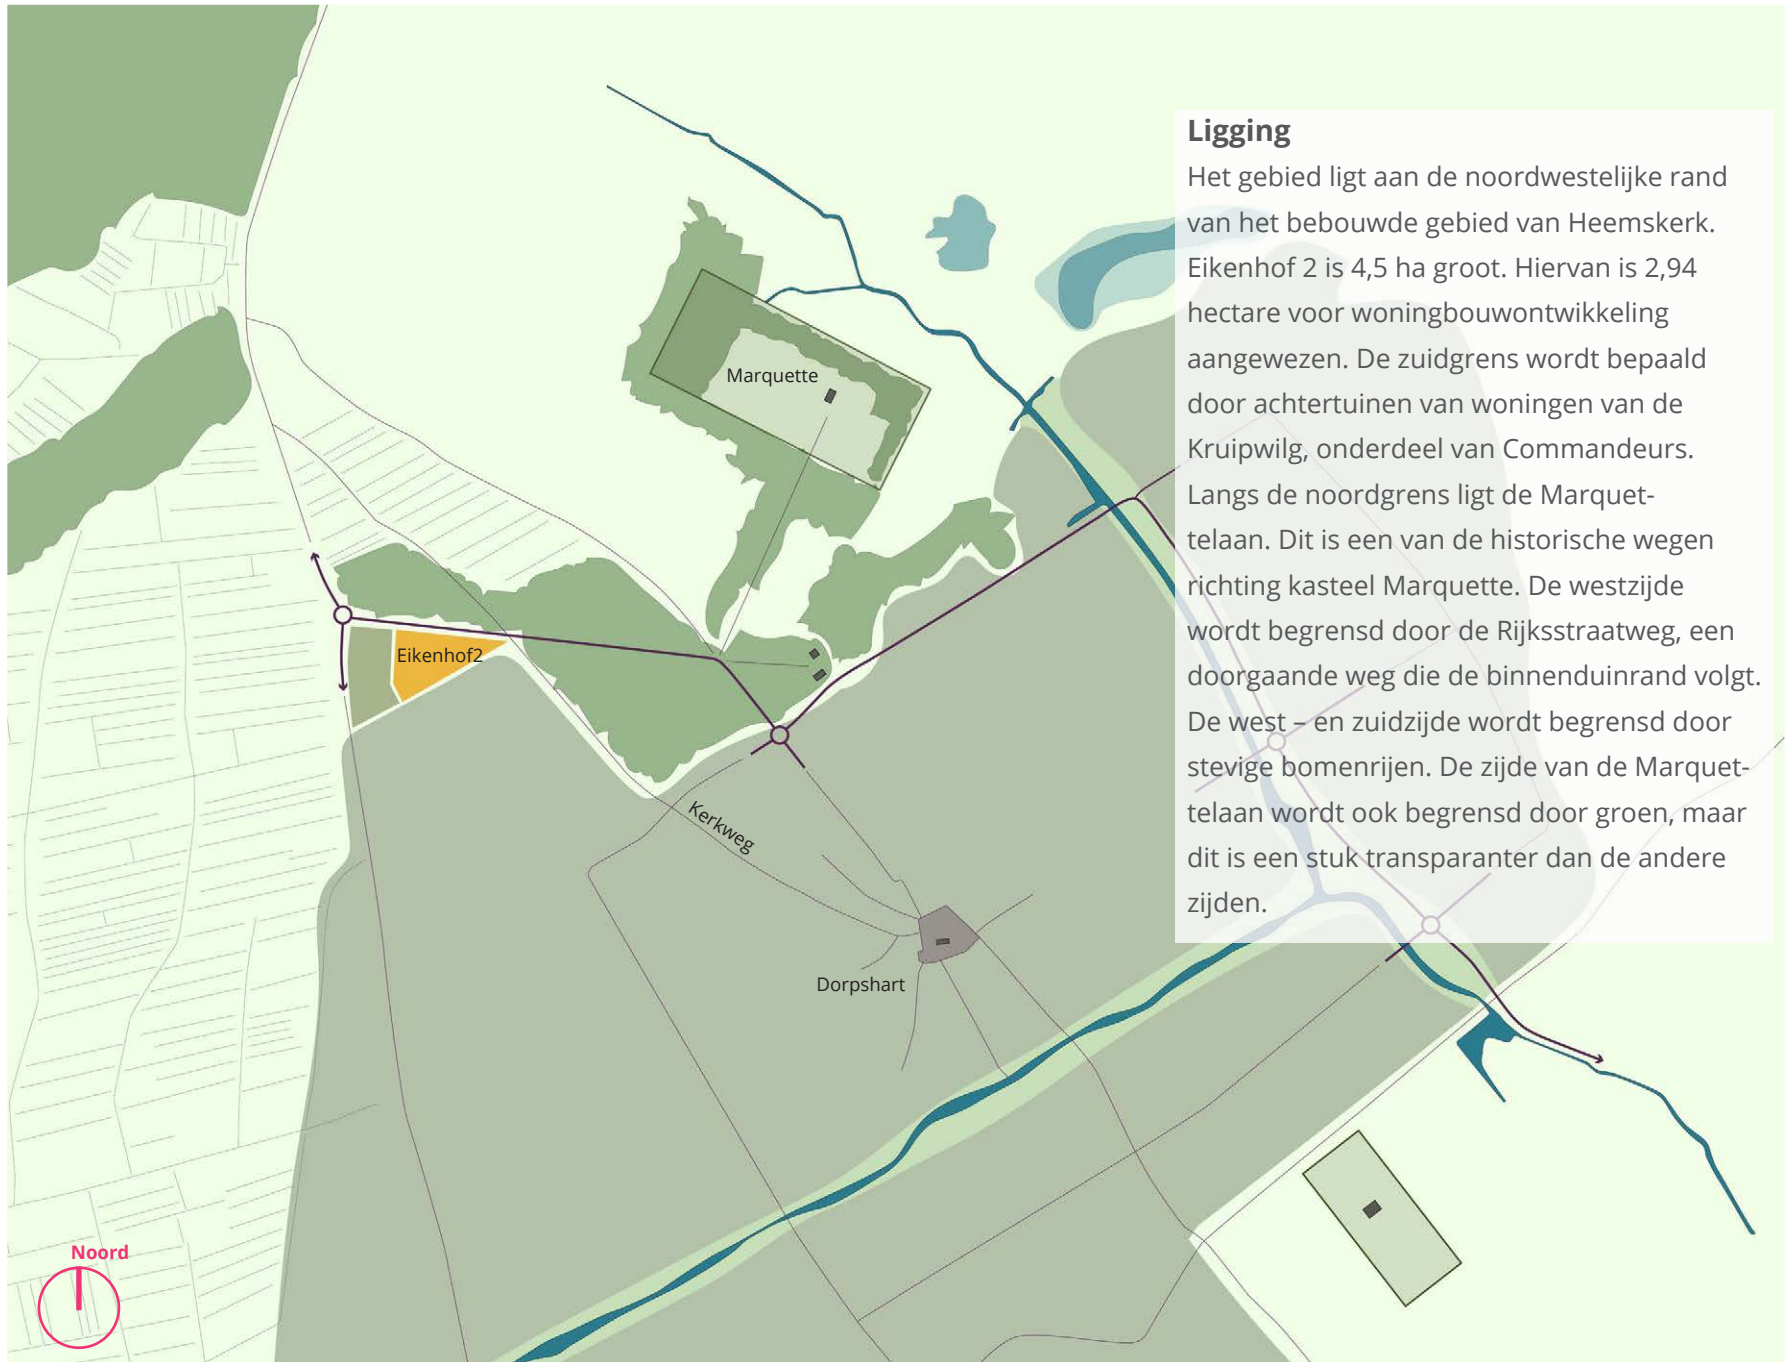 Ligging
Het gebied ligt aan de noordwestelijke rand
van het bebouwde gebied van Heemskerk.
Eikenhof 2 is 4,5 ha groot. Hiervan is 2,94
hectare voor woningbouwontwikkeling
aangewezen. De zuidgrens wordt bepaald
door achtertuinen van woningen van de
Kruipwilg, onderdeel van Commandeurs.
Langs de noordgrens ligt de Marquet-
telaan. Dit is een van de historische wegen
richting kasteel Marquette. De westzijde
wordt begrensd door de Rijksstraatweg, een
doorgaande weg die de binnenduinrand volgt.
De west – en zuidzijde wordt begrensd door
stevige bomenrijen. De zijde van de Marquet-
telaan wordt ook begrensd door groen, maar
dit is een stuk transparanter dan de andere
zijden.
Marquette
Eikenhof2
Kerkweg
Dorpshart
Noord